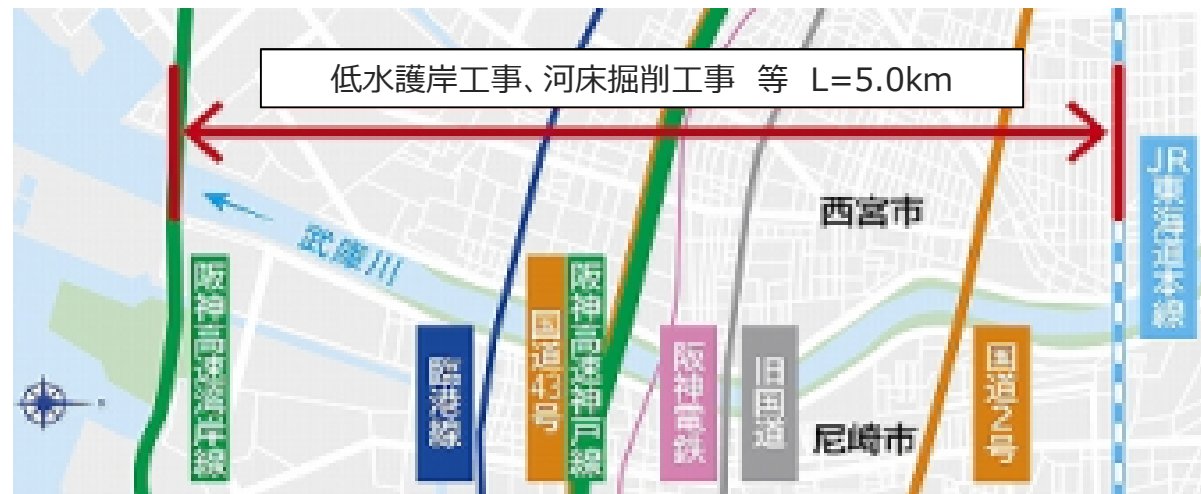 低水護岸工事、河床掘削工事 等 L=5.0km
JR東海道本線
西宮市
武庫川
阪神高速湾岸線
国道43号
阪神高速神戸線
臨港線
阪神電鉄
旧国道
国道2号
尼崎市